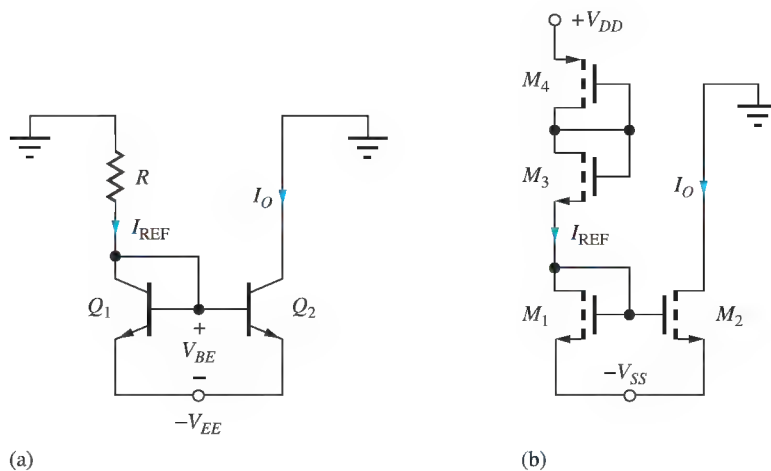 +V_DD
M_4
R
I_O
M_3
I_O
I_REF
I_REF
Q_1
Q_2
M_1
M_2
+
V_BE
–
–V_EE
–V_SS
(a)
(b)